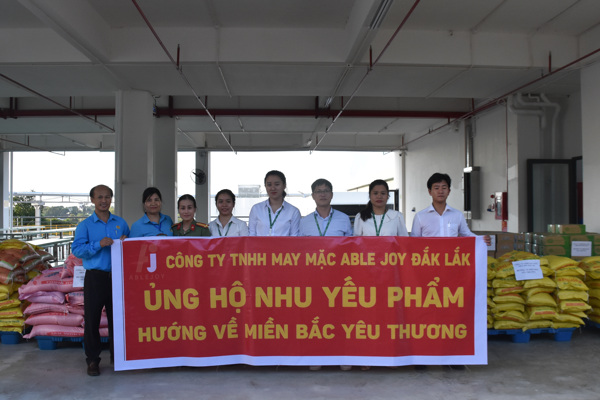 J CÔNG TY TNHH MAY MẶC ABLE JOY ĐẮK LẮK
ABLEJOY
ỦNG HỘ NHU YẾU PHẨM
HƯỚNG VỀ MIỀN BẮC YÊU THƯƠNG